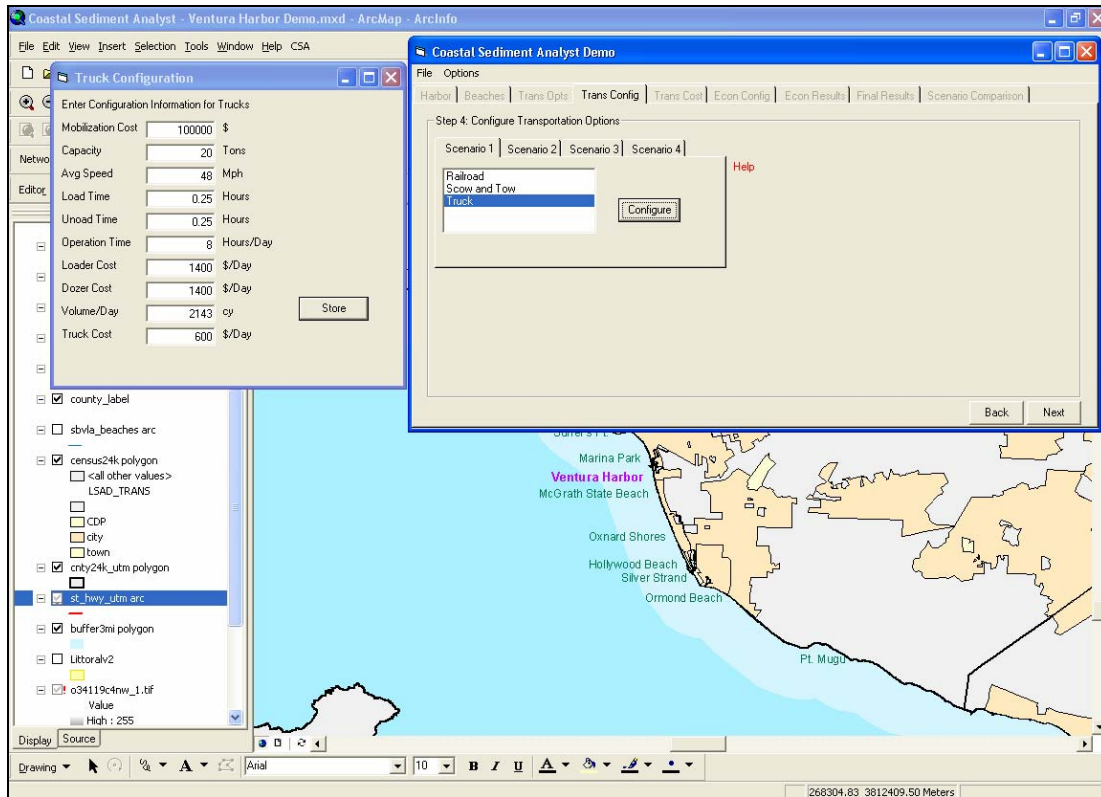 Coastal Sediment Analyst - Ventura Harbor Demo.mxd - ArcMap - ArcInfo
File Edit View Insert Selection Tools Window Help CSA
Truck Configuration
Enter Configuration Information for Trucks
Mobilization Cost 100000 $
Capacity 20 Tons
Avg Speed 48 Mph
Load Time 0.25 Hours
Unoad Time 0.25 Hours
Operation Time 8 Hours/Day
Loader Cost 1400 $/Day
Dozer Cost 1400 $/Day
Volume/Day 2143 cy
Truck Cost 600 $/Day
Store
Coastal Sediment Analyst Demo
File Options
Harbor Beaches Trans Opts Trans Config Trans Cost Econ Config Econ Results Final Results Scenario Comparison
Step 4: Configure Transportation Options
Scenario 1 Scenario 2 Scenario 3 Scenario 4
Railroad
Scow and Tow
Truck
Configure
Help
Back Next
Netwo
Editor
county_label
sbvla_beaches arc
census24k polygon
<all other values>
LSAD_TRANS
CDP
city
town
cnty24k_utm polygon
st_hwy_utm arc
buffer3mi polygon
Littoralv2
o34119c4nw_1.tif
Value
High : 255
Display Source
Marina Park
Ventura Harbor
McGrath State Beach
Oxnard Shores
Hollywood Beach
Silver Strand
Ormond Beach
Pt. Mugu
Drawing A Arial 10 B I U A
268304.83 3812409.50 Meters